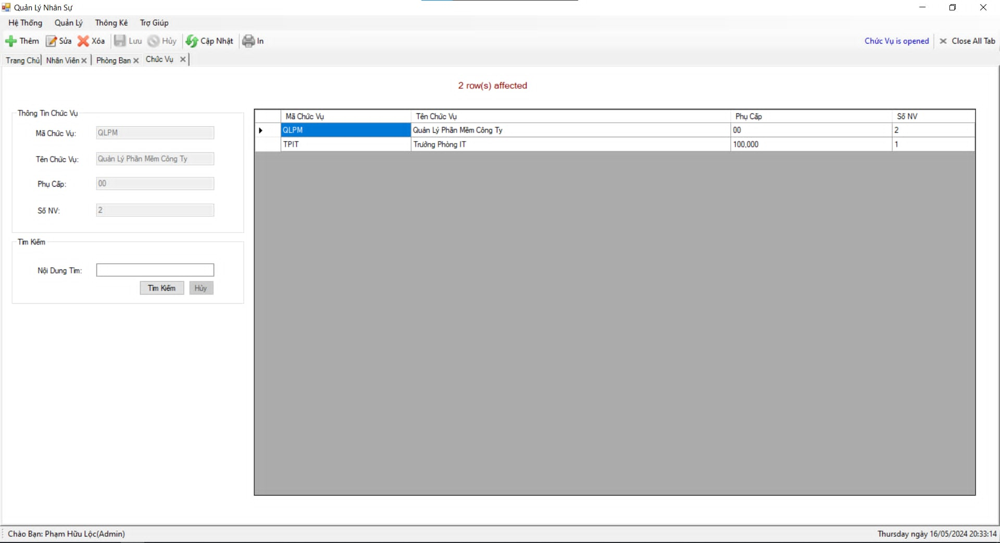 Quản Lý Nhân Sự
Hệ Thống Quản Lý Thông Kê Trợ Giúp
Thêm Sửa Xóa Lưu Hủy Cập Nhật In Chức Vụ is opened Close All Tab
Trang Chủ Nhân Viên Phòng Ban Chức Vụ
2 row(s) affected
Thông Tin Chức Vụ
Mã Chức Vụ: QLPM
Tên Chức Vụ: Quản Lý Phần Mềm Công Ty
Phụ Cấp: 00
Số NV: 2
Tìm Kiếm
Nội Dung Tìm:
Tìm Kiếm Hủy
Mã Chức Vụ Tên Chức Vụ Phụ Cấp Số NV
QLPM Quản Lý Phần Mềm Công Ty 00 2
TPIT Trưởng Phòng IT 100,000 1
Chào Bạn: Phạm Hữu Lộc(Admin) Thursday ngày 16/05/2024 20:33:14